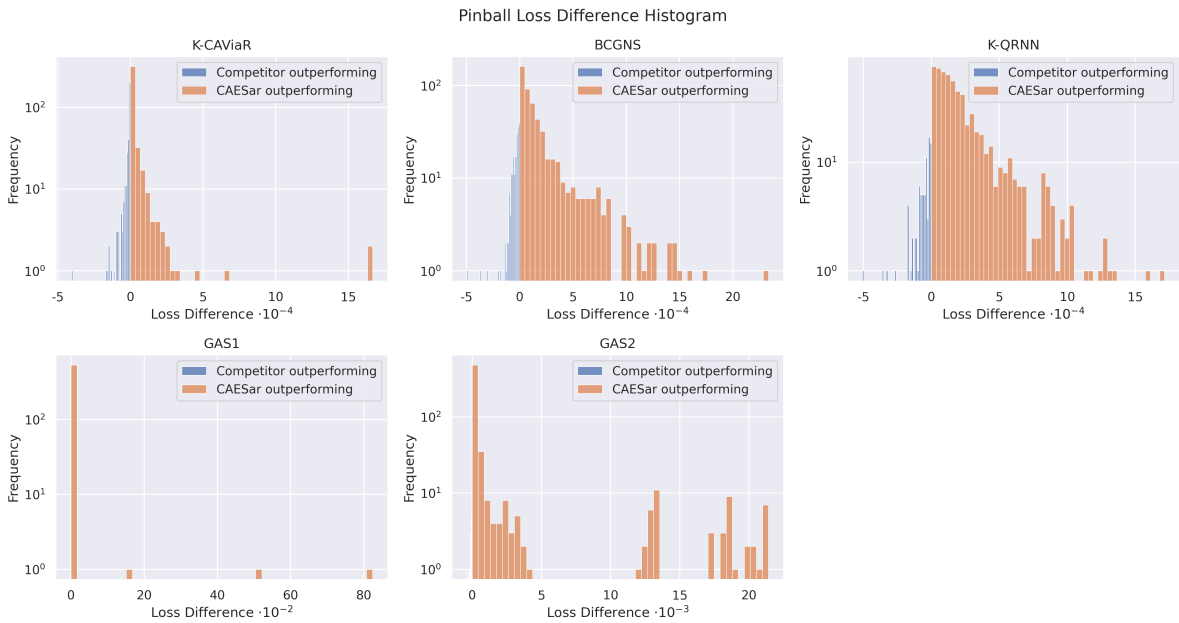 Pinball Loss Difference Histogram
K-CAViaR
Competitor outperforming
CAESar outperforming
Frequency
10²
10¹
10⁰
-5 0 5 10 15
Loss Difference ·10⁻⁴
BCGNS
Competitor outperforming
CAESar outperforming
Frequency
10²
10¹
10⁰
-5 0 5 10 15 20
Loss Difference ·10⁻⁴
K-QRNN
Competitor outperforming
CAESar outperforming
Frequency
10¹
10⁰
-5 0 5 10 15
Loss Difference ·10⁻⁴
GAS1
Competitor outperforming
CAESar outperforming
Frequency
10²
10¹
10⁰
0 20 40 60 80
Loss Difference ·10⁻²
GAS2
Competitor outperforming
CAESar outperforming
Frequency
10²
10¹
10⁰
0 5 10 15 20
Loss Difference ·10⁻³